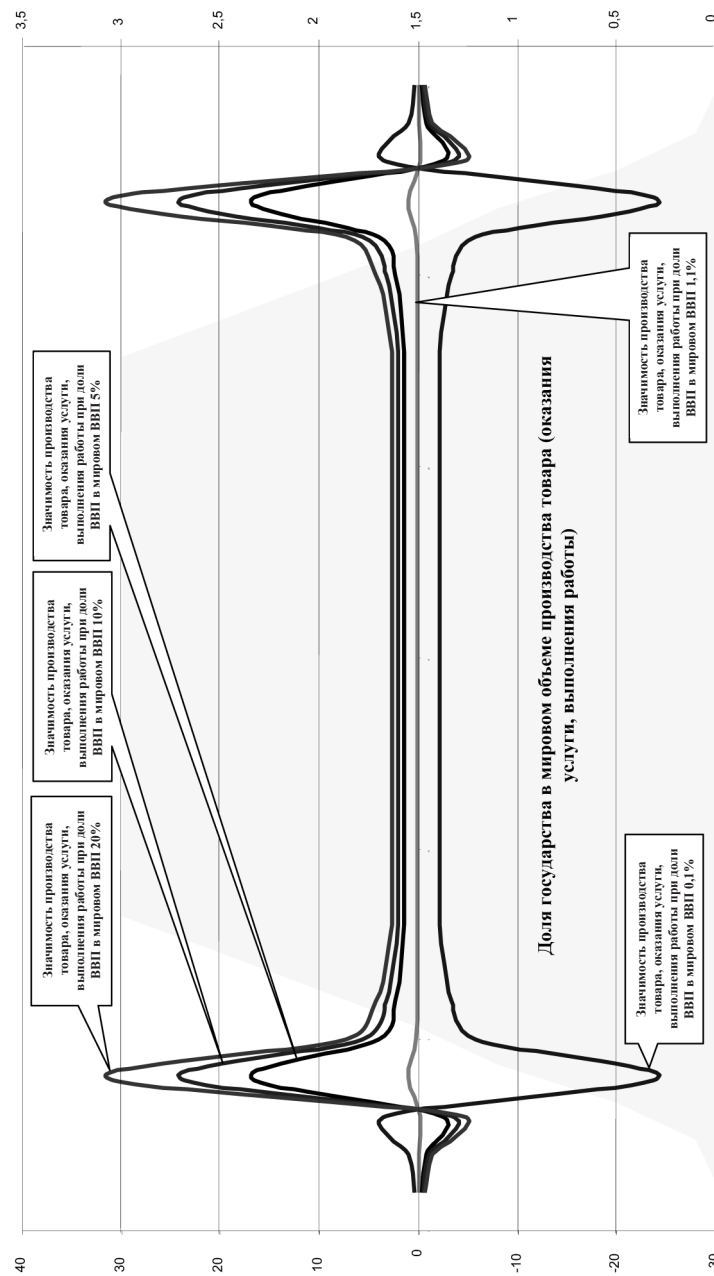 3,5
3
2,5
2
1,5
1
0,5
0
Значимость производства
товара, оказания услуги,
выполнения работы при доли
ВВП в мировом ВВП 20%
Значимость производства
товара, оказания услуги,
выполнения работы при доли
ВВП в мировом ВВП 10%
Значимость производства
товара, оказания услуги,
выполнения работы при доли
ВВП в мировом ВВП 5%
Доля государства в мировом объеме производства товара (оказания
услуги, выполнения работы)
Значимость производства
товара, оказания услуги,
выполнения работы при доли
ВВП в мировом ВВП 0,1%
Значимость производства
товара, оказания услуги,
выполнения работы при доли
ВВП в мировом ВВП 1,1%
40
30
20
10
0
-10
-20
-30